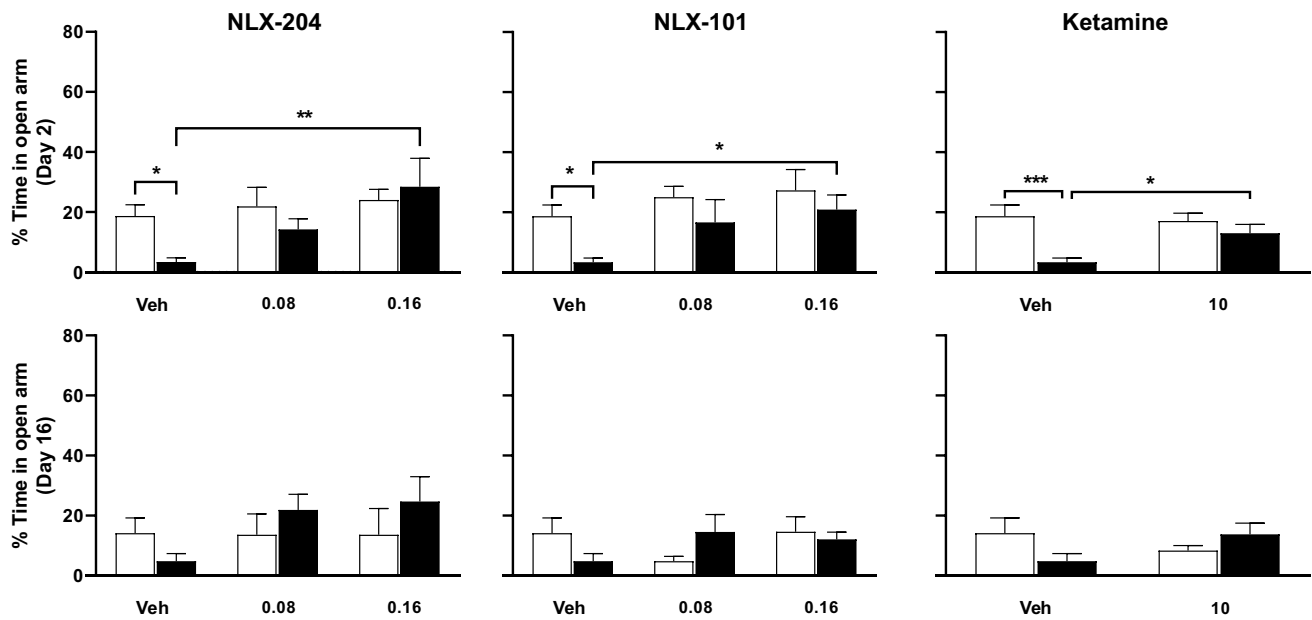 NLX-204
NLX-101
Ketamine
% Time in open arm
(Day 2)
80
60
40
20
0
*
**
*
*
***
*
Veh
0.08
0.16
Veh
0.08
0.16
Veh
10
% Time in open arm
(Day 16)
80
60
40
20
0
Veh
0.08
0.16
Veh
0.08
0.16
Veh
10